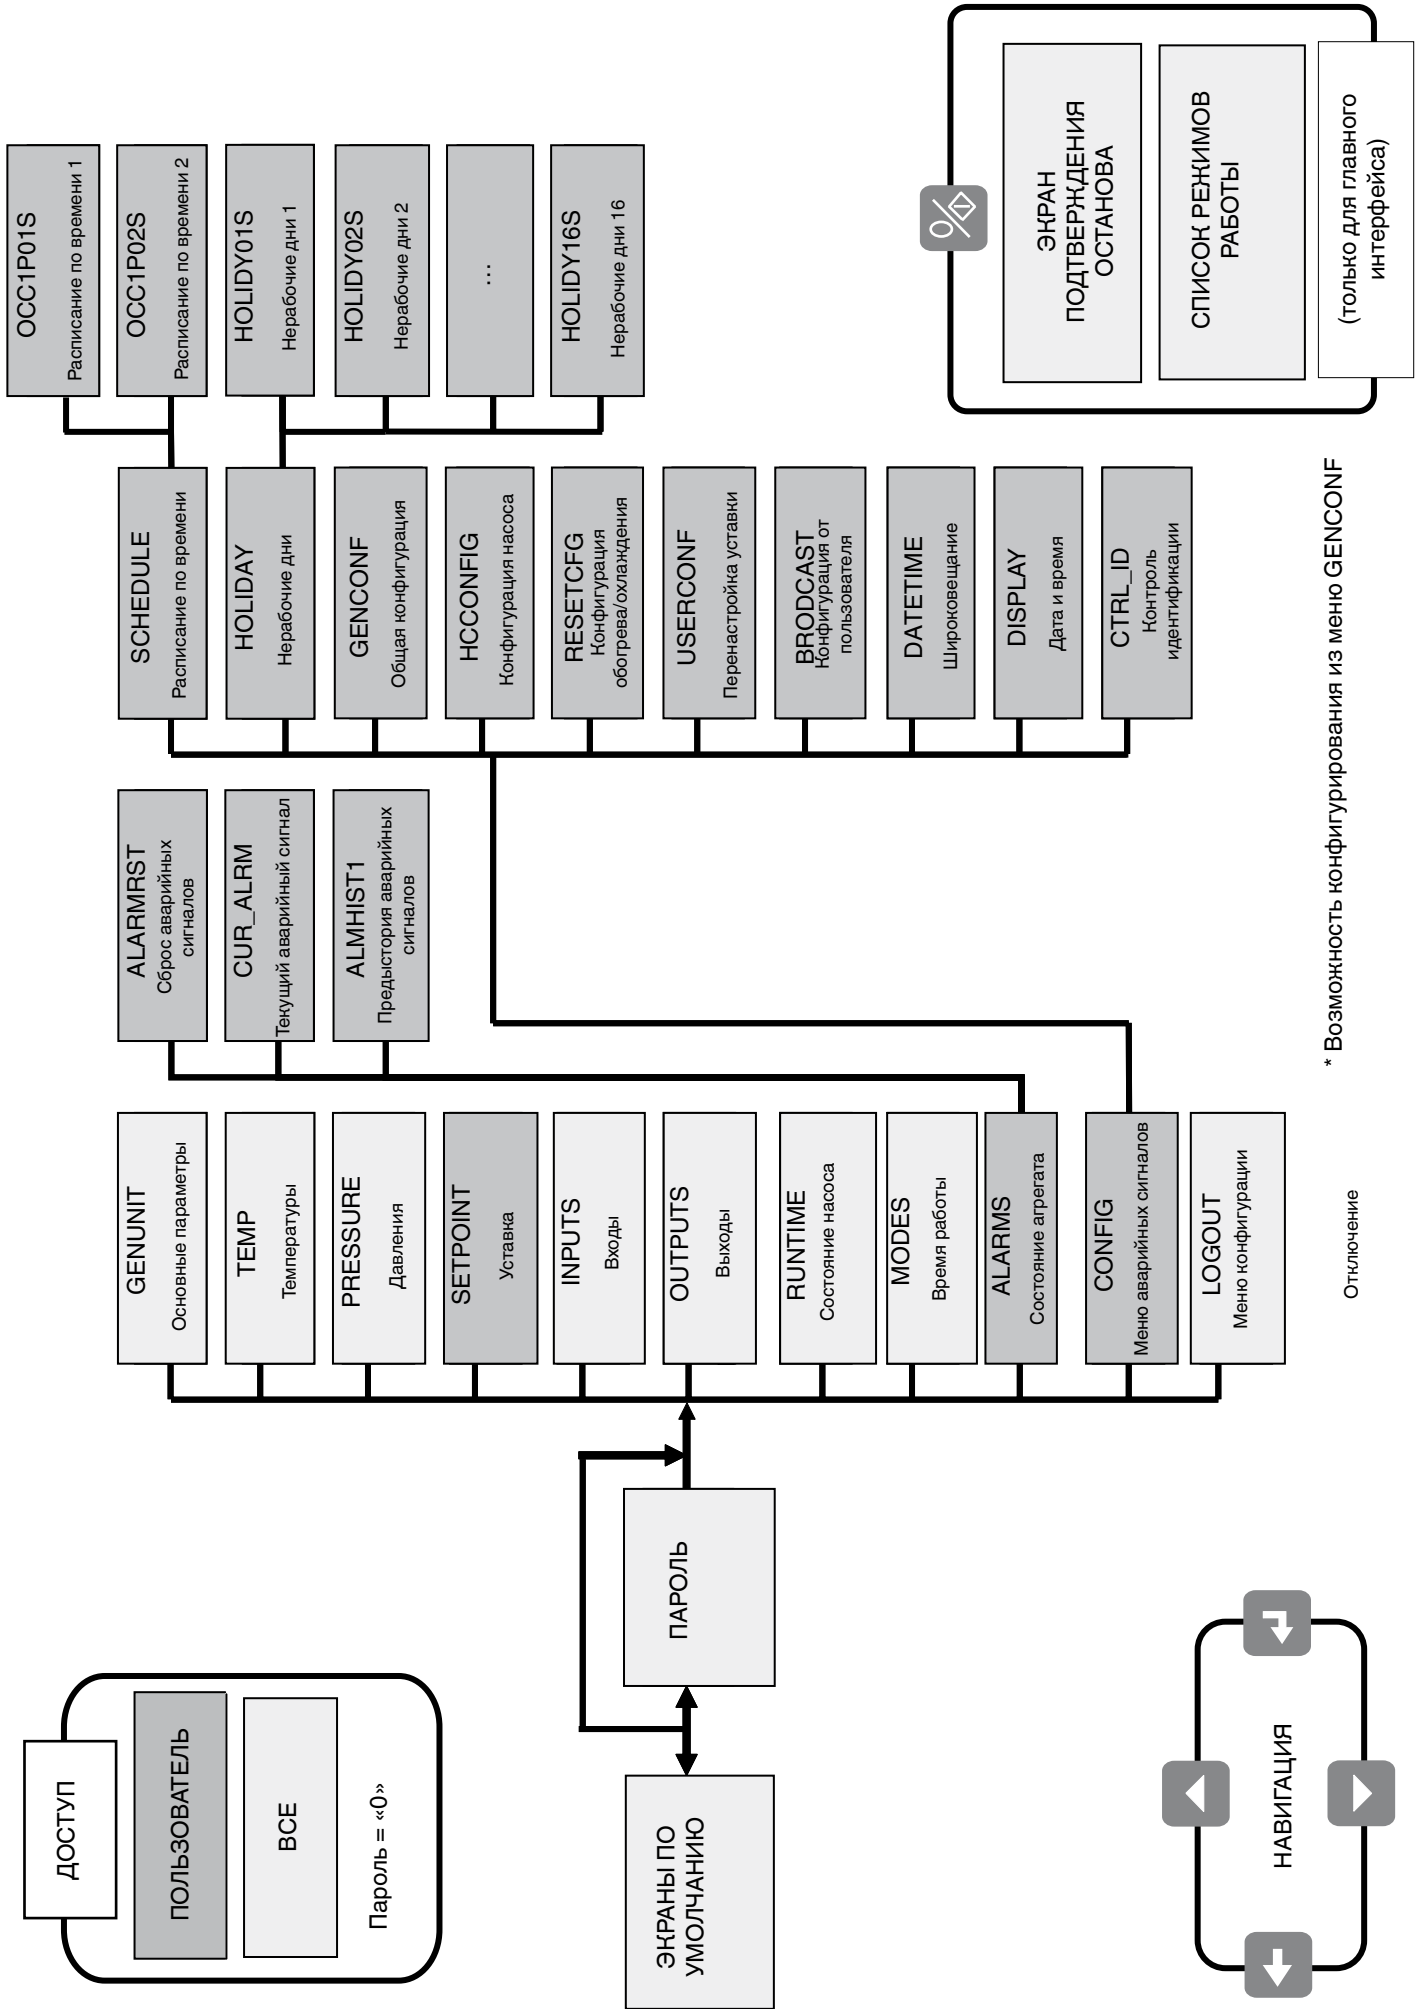 ДОСТУП
ПОЛЬЗОВАТЕЛЬ
ВСЕ
Пароль = «0»
ЭКРАНЫ ПО
УМОЛЧАНИЮ
ПАРОЛЬ
НАВИГАЦИЯ
GENUNIT
Основные параметры
TEMP
Температуры
PRESSURE
Давления
SETPOINT
Уставка
INPUTS
Входы
OUTPUTS
Выходы
RUNTIME
Состояние насоса
MODES
Время работы
ALARMS
Состояние агрегата
CONFIG
Меню аварийных сигналов
LOGOUT
Меню конфигурации
Отключение
ALARMRST
Сброс аварийных
сигналов
CUR_ALRM
Текущий аварийный сигнал
ALMHIST1
Предыстория аварийных
сигналов
SCHEDULE
Расписание по времени
HOLIDAY
Нерабочие дни
GENCONF
Общая конфигурация
HCCONFIG
Конфигурация насоса
RESETCFG
Конфигурация
обогрева/охлаждения
USERCONF
Перенастройка уставки
BRODCAST
Конфигурация от
пользователя
DATETIME
Широковещание
DISPLAY
Дата и время
CTRL_ID
Контроль
идентификации
OCC1P01S
Расписание по времени 1
OCC1P02S
Расписание по времени 2
HOLIDY01S
Нерабочие дни 1
HOLIDY02S
Нерабочие дни 2
...
HOLIDY16S
Нерабочие дни 16
ЭКРАН
ПОДТВЕРЖДЕНИЯ
ОСТАНОВА
СПИСОК РЕЖИМОВ
РАБОТЫ
(только для главного
интерфейса)
* Возможность конфигурирования из меню GENCONF